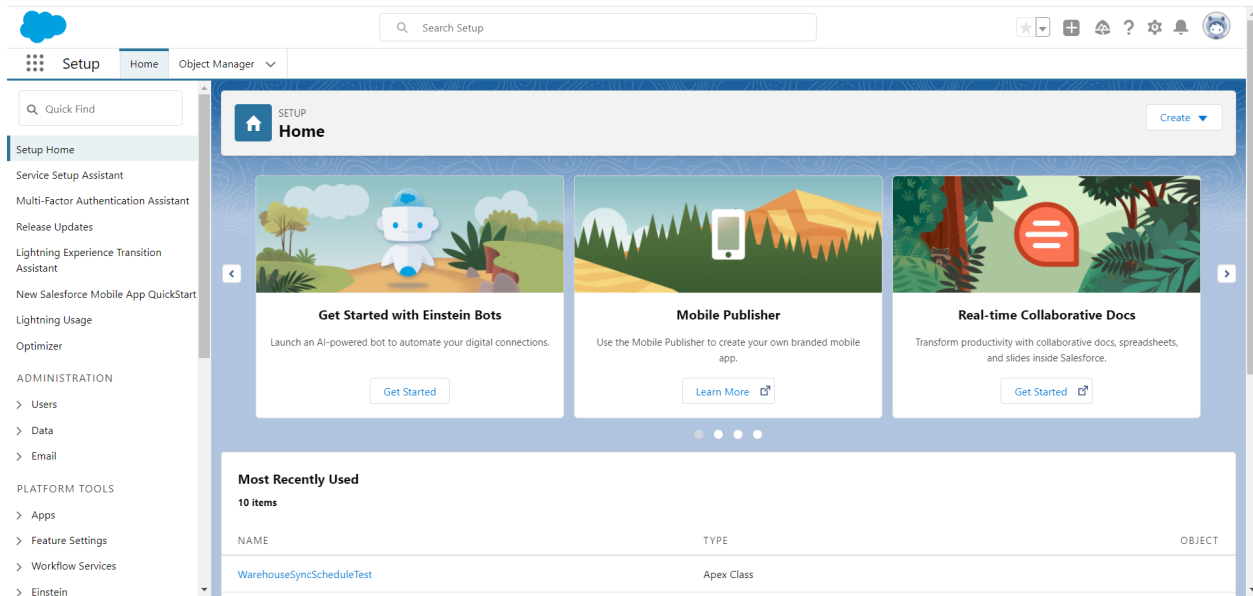 Search Setup
Setup
Home
Object Manager
Quick Find
Setup Home
Service Setup Assistant
Multi-Factor Authentication Assistant
Release Updates
Lightning Experience Transition
Assistant
New Salesforce Mobile App QuickStart
Lightning Usage
Optimizer
ADMINISTRATION
Users
Data
Email
PLATFORM TOOLS
Apps
Feature Settings
Workflow Services
Einstein
SETUP
Home
Create
Get Started with Einstein Bots
Launch an AI-powered bot to automate your digital connections.
Get Started
Mobile Publisher
Use the Mobile Publisher to create your own branded mobile
app.
Learn More
Real-time Collaborative Docs
Transform productivity with collaborative docs, spreadsheets,
and slides inside Salesforce.
Get Started
Most Recently Used
10 items
NAME TYPE OBJECT
WarehouseSyncScheduleTest Apex Class